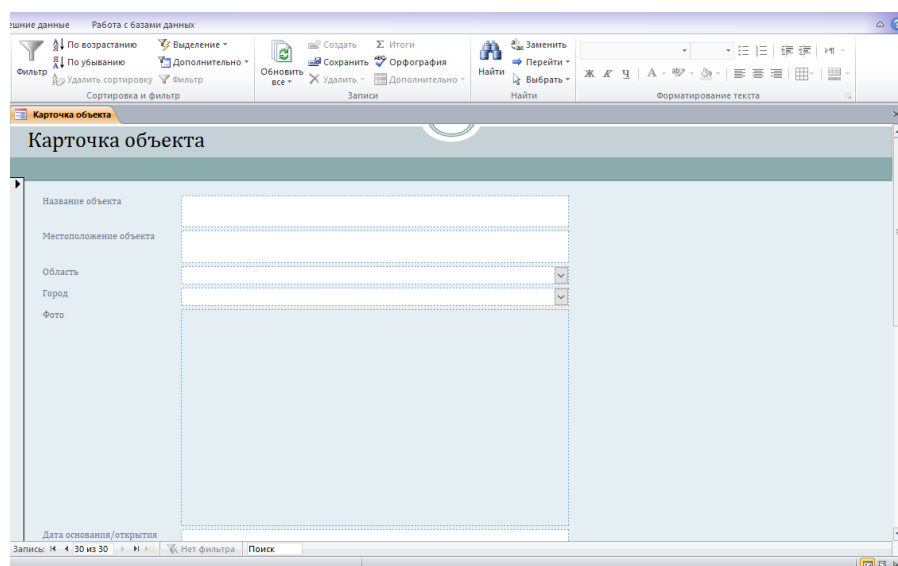 ешние данные Работа с базами данных
Фильтр
По возрастанию
По убыванию
Удалить сортировку
Выделение
Дополнительно
Фильтр
Сортировка и фильтр
Обновить
все
Создать
Сохранить
Удалить
Σ Итоги
Орфография
Дополнительно
Записи
Найти
Заменить
Перейти
Выбрать
Найти
Ж К Ч А
Форматирование текста
Карточка объекта
Карточка объекта
Название объекта
Местоположение объекта
Область
Город
Фото
Дата основания/открытия
Запись: 30 из 30 Нет фильтра Поиск